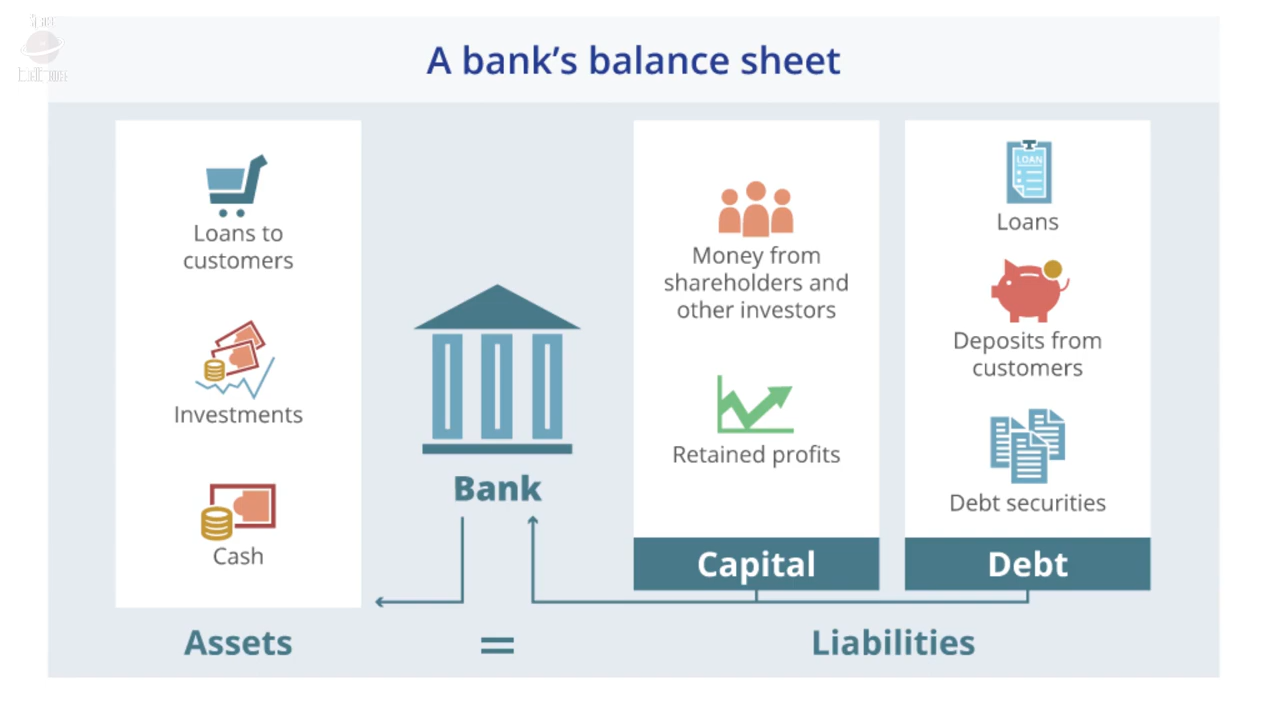 A bank's balance sheet
Loans to
customers
Investments
Cash
Bank
Money from
shareholders and
other investors
Retained profits
Capital
LOAN
Loans
Deposits from
customers
Debt securities
Debt
Assets
=
Liabilities